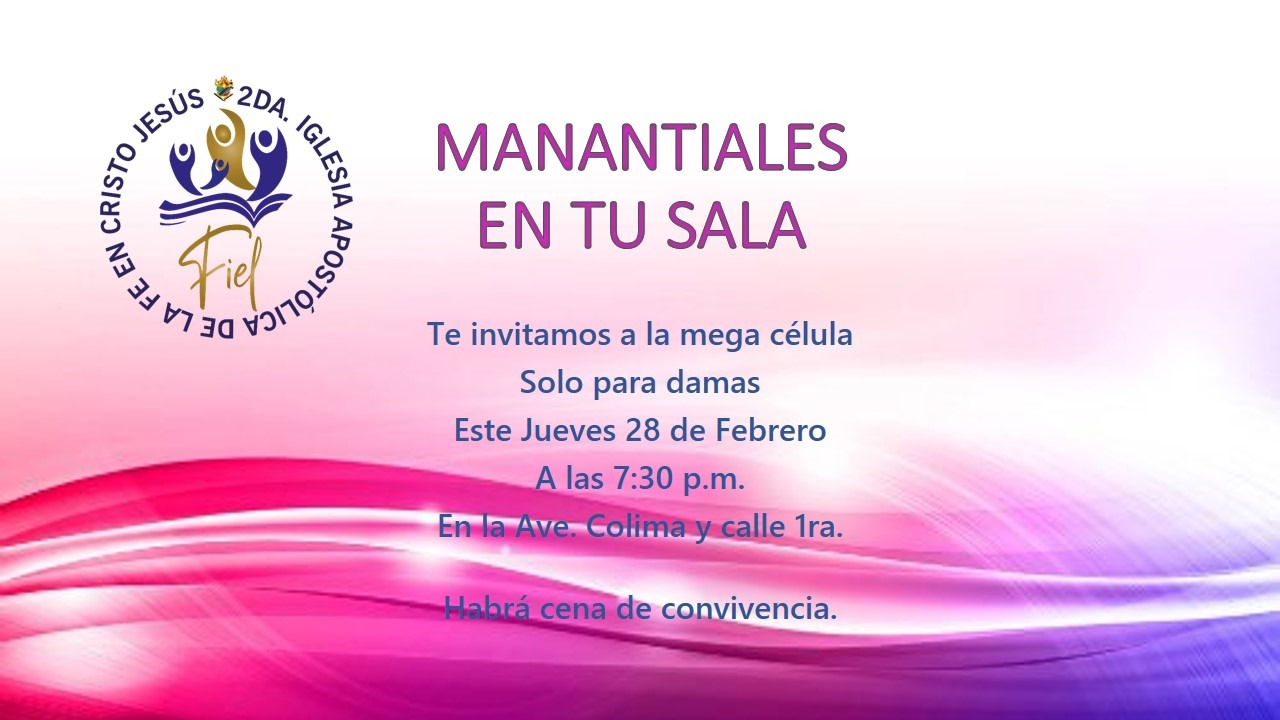 2DA. IGLESIA APOSTÓLICA DE LA FE EN CRISTO JESÚS
Fiel
MANANTIALES
EN TU SALA
Te invitamos a la mega célula
Solo para damas
Este Jueves 28 de Febrero
A las 7:30 p.m.
En la Ave. Colima y calle 1ra.
Habrá cena de convivencia.